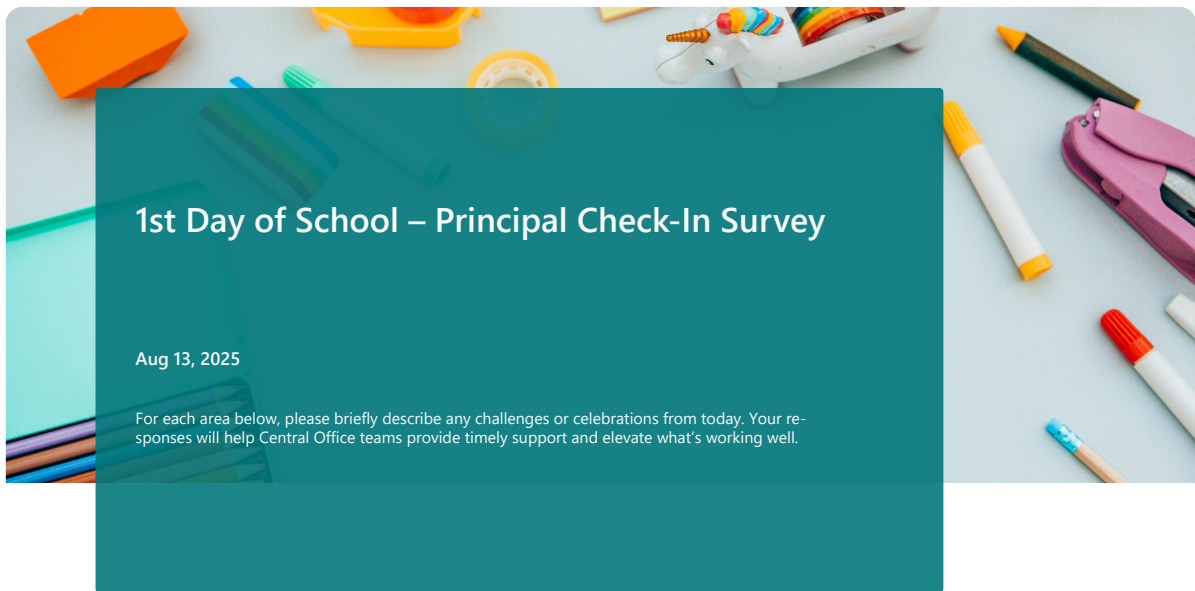 1st Day of School – Principal Check-In Survey
Aug 13, 2025
For each area below, please briefly describe any challenges or celebrations from today. Your re-
sponses will help Central Office teams provide timely support and elevate what's working well.